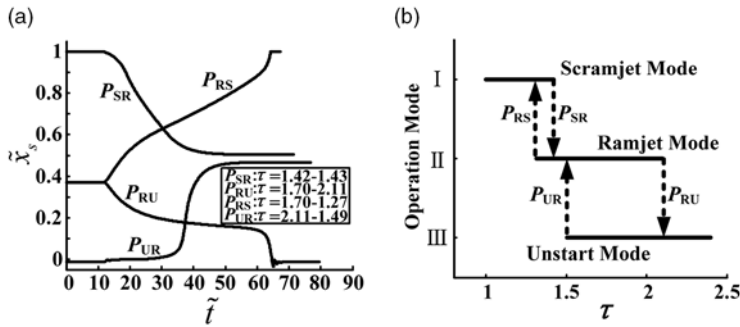 (a)
1
0.8
0.6
0.4
0.2
0
x̃s
PSR
PRS
PRU
PUR
PSR:τ=1.42-1.43
PRU:τ=1.70-2.11
PRS:τ=1.70-1.27
PUR:τ=2.11-1.49
0 10 20 30 40 50 60 70 80 90
t̃
(b)
Operation Mode
I
II
III
Scramjet Mode
PRS
PSR
Ramjet Mode
PUR
PRU
Unstart Mode
1 1.5 2 2.5
τ